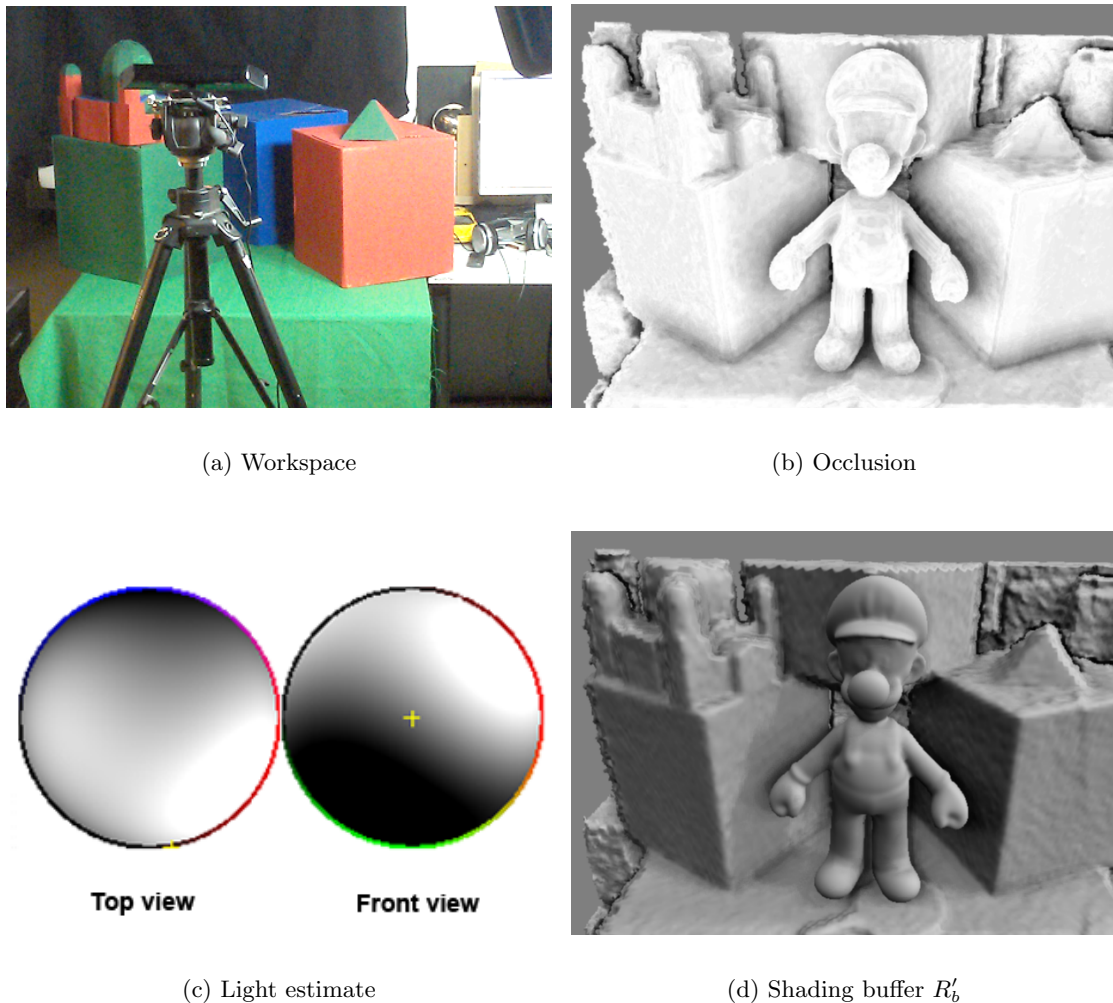 (a) Workspace
(b) Occlusion
Top view
Front view
(c) Light estimate
(d) Shading buffer R′b